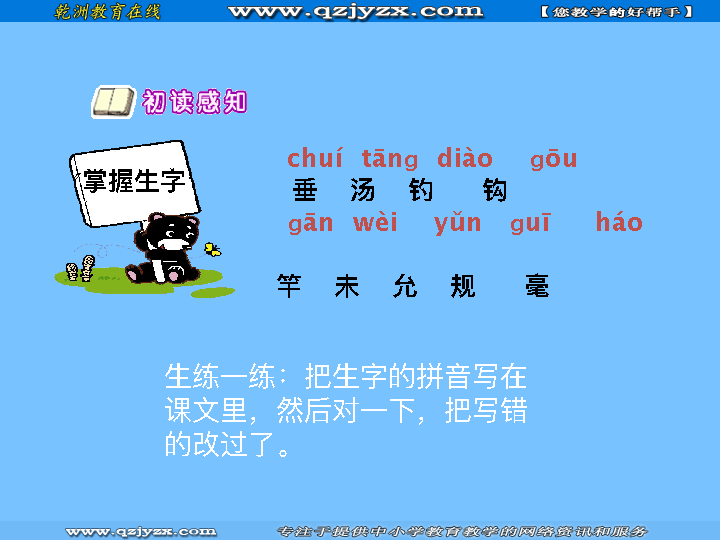 乾洲教育在线 www.qzjyzx.com 【您教学的好帮手】
初读感知
掌握生字
chuí tāng diào gōu
垂 汤 钓 钩
gān wèi yǔn guī háo
竿 未 允 规 毫
生练一练：把生字的拼音写在
课文里，然后对一下，把写错
的改过了。
www.qzjyzx.com 专注于提供中小学教育教学的网络资讯和服务